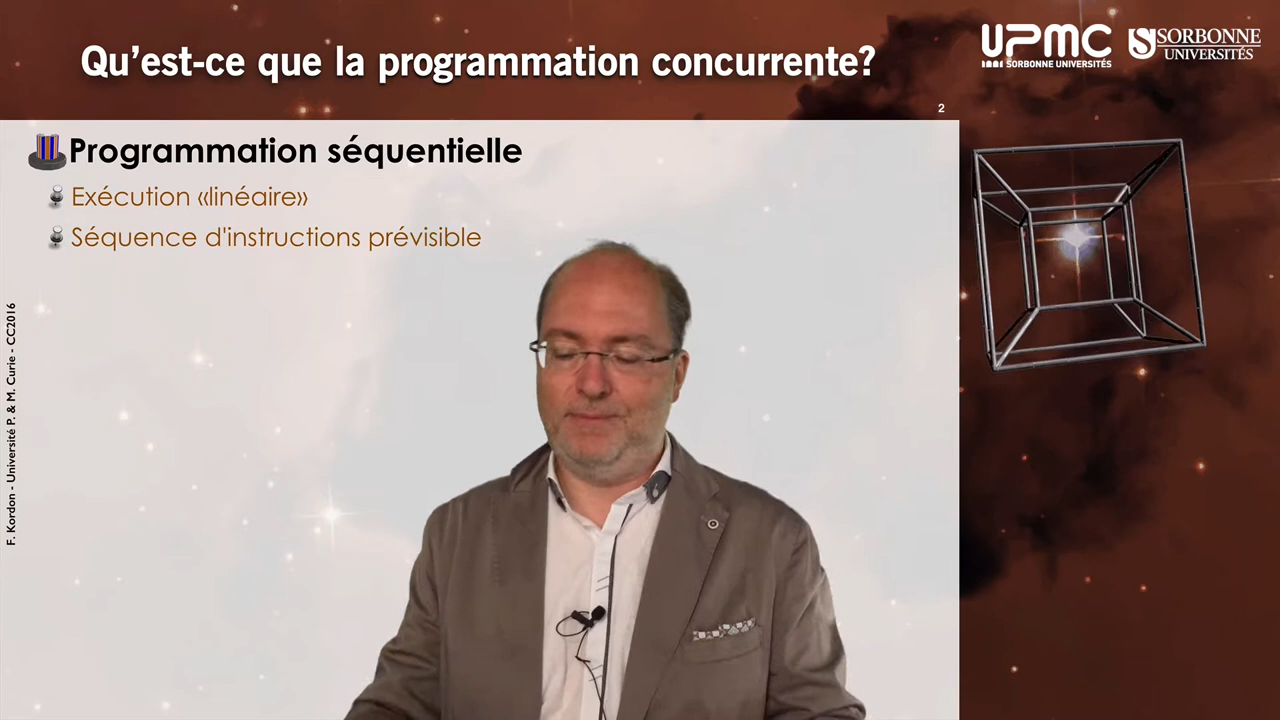 Qu'est-ce que la programmation concurrente?
UPMC
SORBONNE UNIVERSITÉS
SORBONNE
UNIVERSITÉS
2
Programmation séquentielle
Exécution «linéaire»
Séquence d'instructions prévisible
F. Kordon - Université P. & M. Curie - CC2016